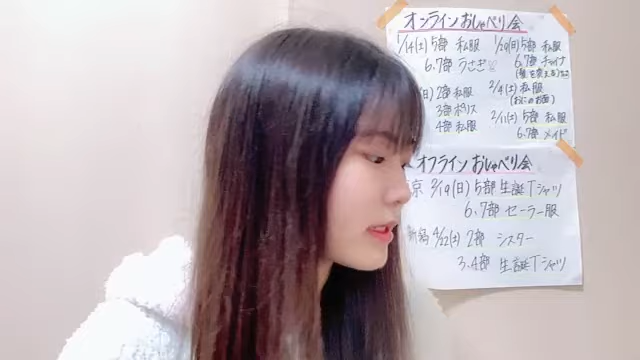 オンラインおしゃべり会
1/14(土)5部 私服 1/29(日)5部 私服
6.7部 うさぎ 6.7部 チャイナ
(日)2部 私服 2/4(土)私服
3部 ポリス
4部 私服 2/11(土)5部 私服
6.7部 メイド
オフラインおしゃべり会
京 3/19(日)5部 生誕Tシャツ
6.7部 セーラー服
新潟 4/22(土)2部 シスター
3.4部 生誕Tシャツ